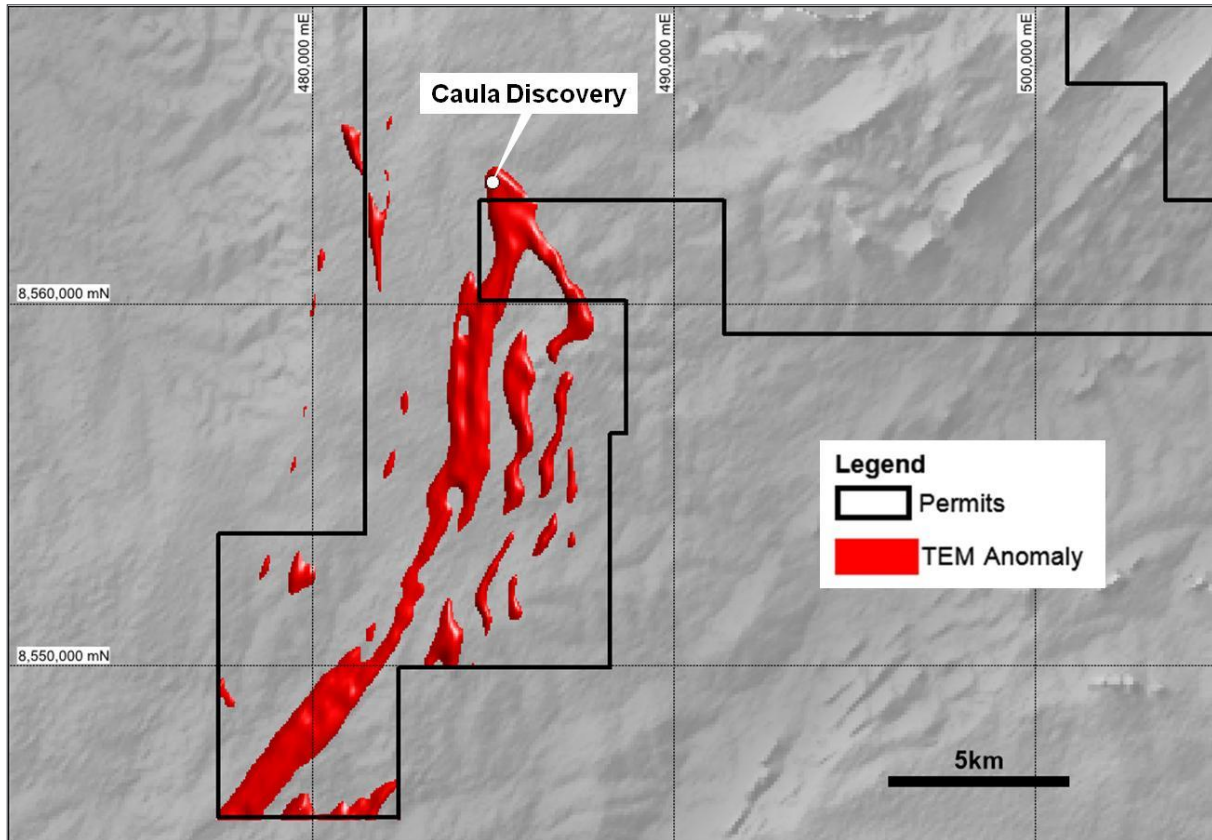 480,000 mE
490,000 mE
500,000 mE
Caula Discovery
8,560,000 mN
Legend
Permits
TEM Anomaly
8,550,000 mN
5km